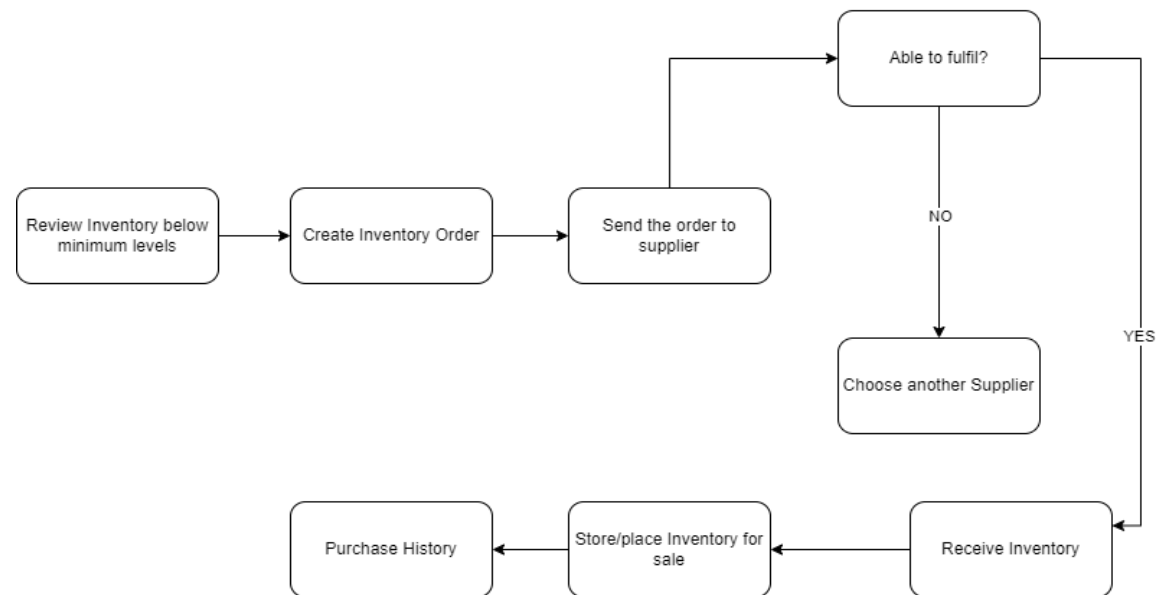 Able to fulfil?
Review Inventory below
minimum levels
Create Inventory Order
Send the order to
supplier
NO
YES
Choose another Supplier
Purchase History
Store/place Inventory for
sale
Receive Inventory